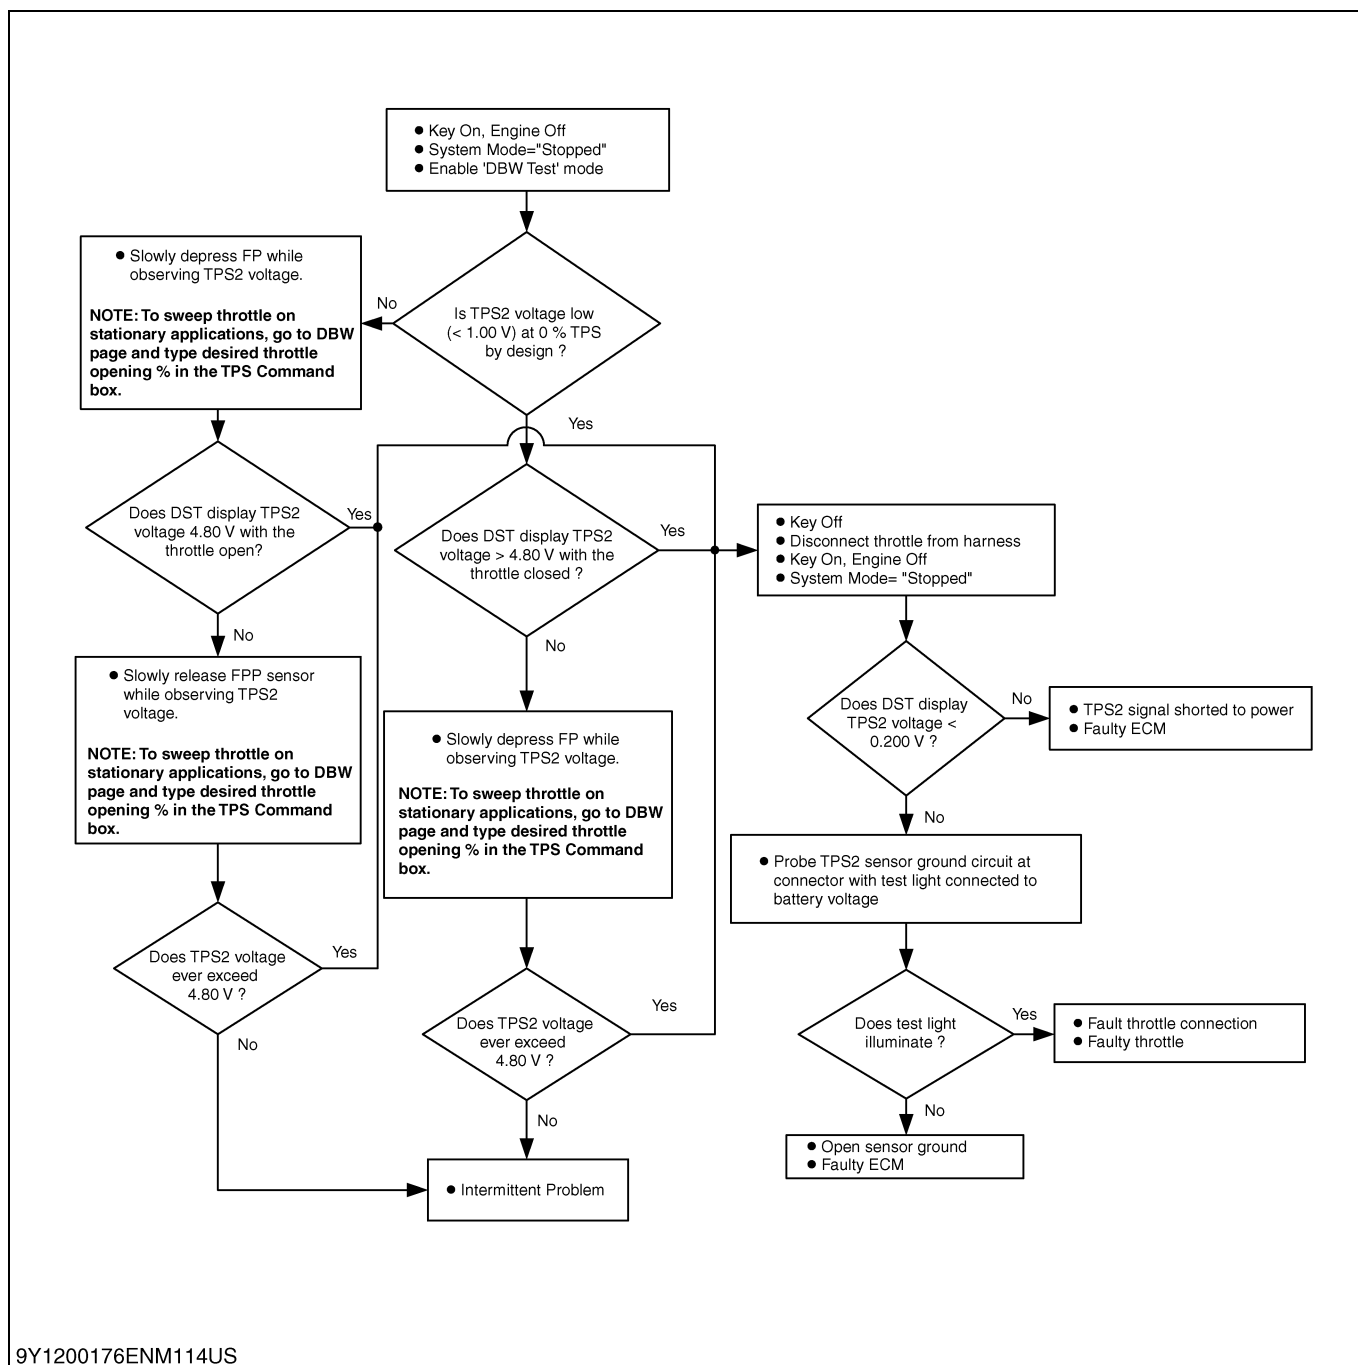 ● Key On, Engine Off
● System Mode="Stopped"
● Enable 'DBW Test' mode
Is TPS2 voltage low
(< 1.00 V) at 0 % TPS
by design ?
No
Yes
● Slowly depress FP while
observing TPS2 voltage.
NOTE: To sweep throttle on
stationary applications, go to DBW
page and type desired throttle
opening % in the TPS Command
box.
Does DST display TPS2
voltage 4.80 V with the
throttle open?
Yes
No
● Slowly release FPP sensor
while observing TPS2
voltage.
NOTE: To sweep throttle on
stationary applications, go to DBW
page and type desired throttle
opening % in the TPS Command
box.
Does TPS2 voltage
ever exceed
4.80 V ?
Yes
No
Does DST display TPS2
voltage > 4.80 V with the
throttle closed ?
Yes
No
● Slowly depress FP while
observing TPS2 voltage.
NOTE: To sweep throttle on
stationary applications, go to DBW
page and type desired throttle
opening % in the TPS Command
box.
Does TPS2 voltage
ever exceed
4.80 V ?
Yes
No
● Intermittent Problem
● Key Off
● Disconnect throttle from harness
● Key On, Engine Off
● System Mode= "Stopped"
Does DST display
TPS2 voltage <
0.200 V ?
No
● TPS2 signal shorted to power
● Faulty ECM
No
● Probe TPS2 sensor ground circuit at
connector with test light connected to
battery voltage
Does test light
illuminate ?
Yes
● Fault throttle connection
● Faulty throttle
No
● Open sensor ground
● Faulty ECM
9Y1200176ENM114US